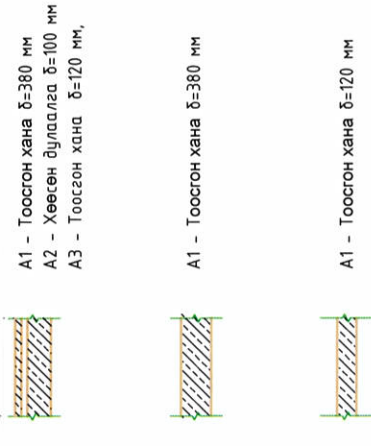 A1 - Тоосгон хана δ=380 мм
A2 - Хөөсөн дулаалга δ=100 мм
A3 - Тоосгон хана δ=120 мм,
A1 - Тоосгон хана δ=380 мм
A1 - Тоосгон хана δ=120 мм